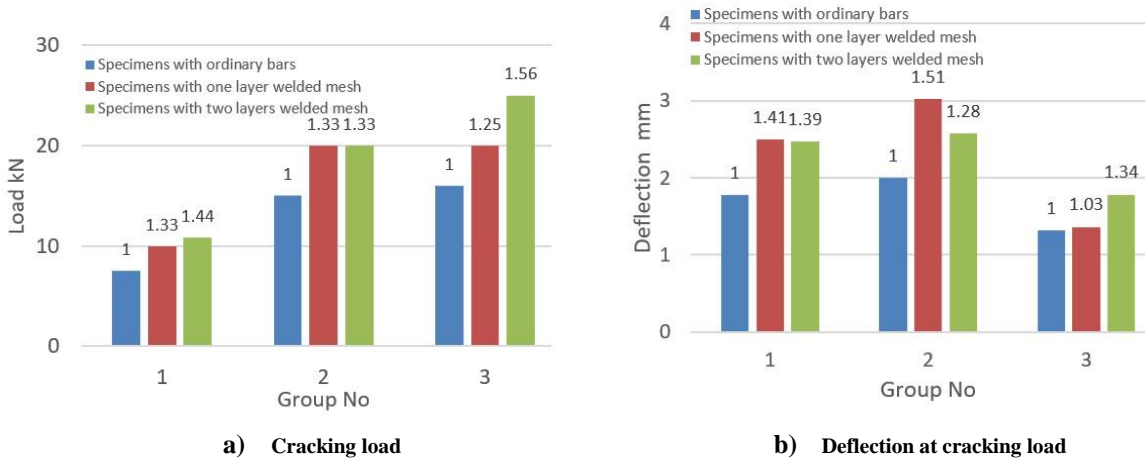 Specimens with ordinary bars
Specimens with one layer welded mesh
Specimens with two layers welded mesh
30
20
10
0
Load kN
1
1.33
1.44
1
1.33
1.33
1
1.25
1.56
1
2
3
Group No
a) Cracking load
Specimens with ordinary bars
Specimens with one layer welded mesh
Specimens with two layers welded mesh
4
3
2
1
0
Deflection mm
1
1.41
1.39
1
1.51
1.28
1
1.03
1.34
1
2
3
Group No
b) Deflection at cracking load